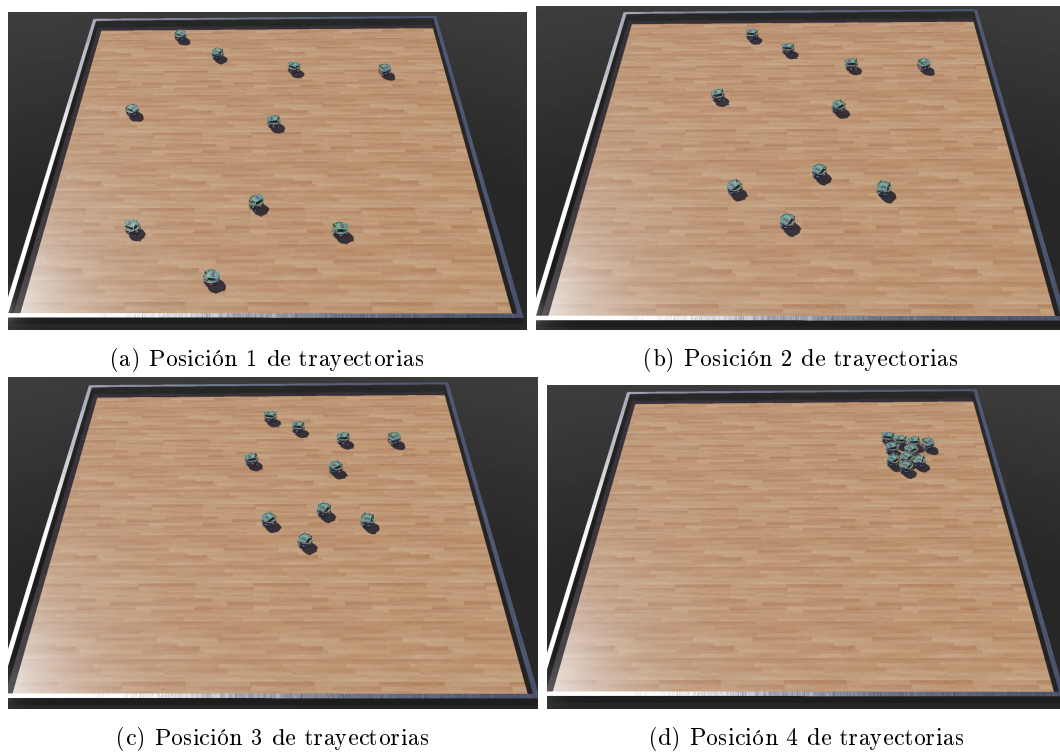 (a) Posición 1 de trayectorias
(b) Posición 2 de trayectorias
(c) Posición 3 de trayectorias
(d) Posición 4 de trayectorias